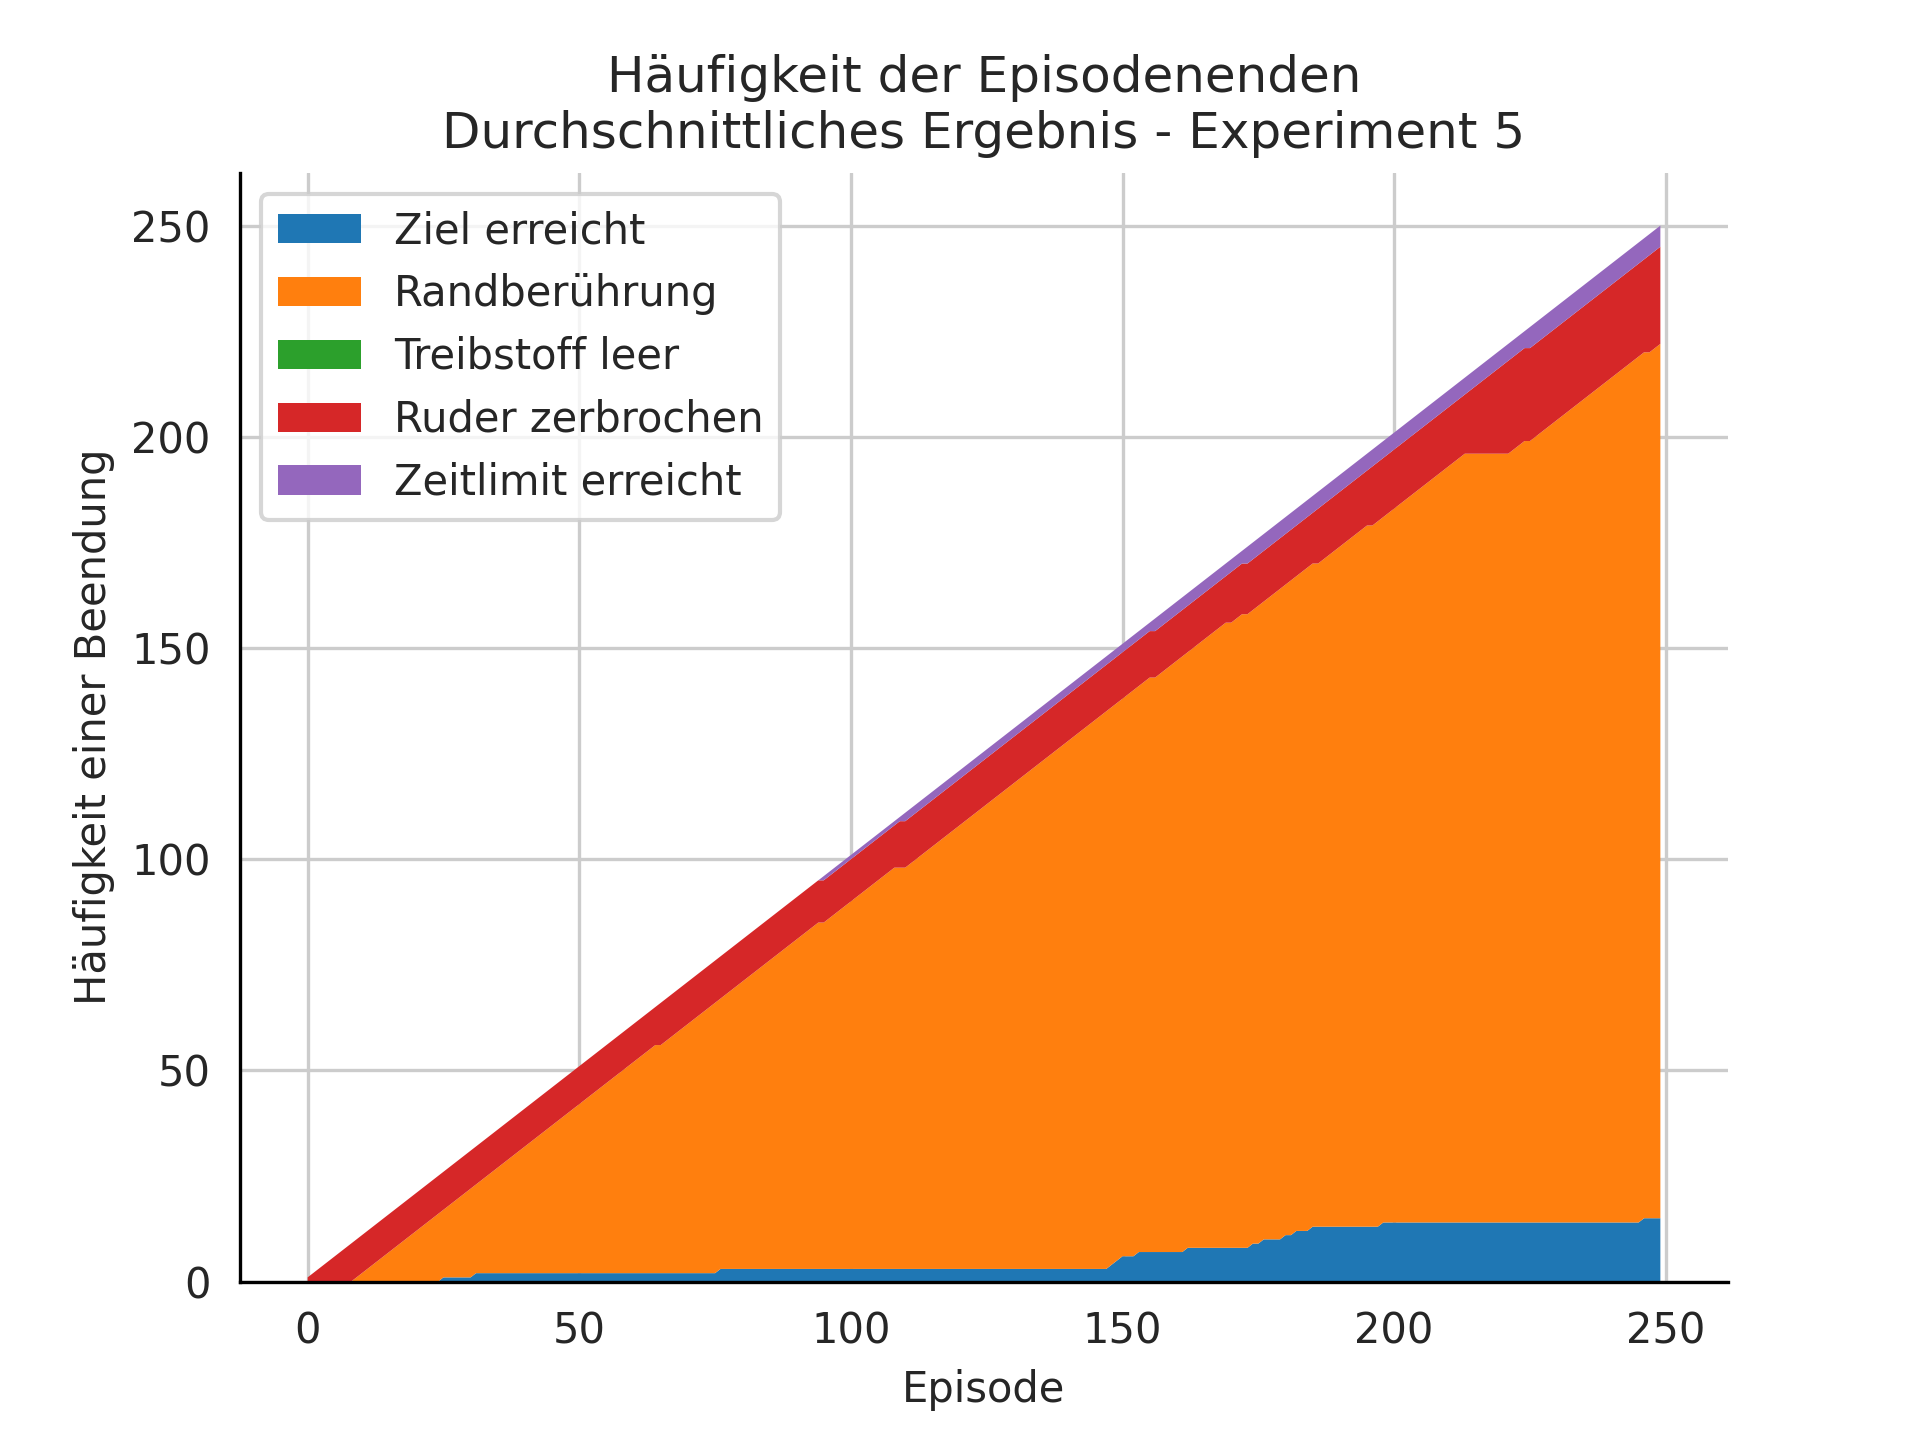 Häufigkeit der Episodenenden
Durchschnittliches Ergebnis - Experiment 5
Ziel erreicht
Randberührung
Treibstoff leer
Ruder zerbrochen
Zeitlimit erreicht
Häufigkeit einer Beendung
250
200
150
100
50
0
0 50 100 150 200 250
Episode